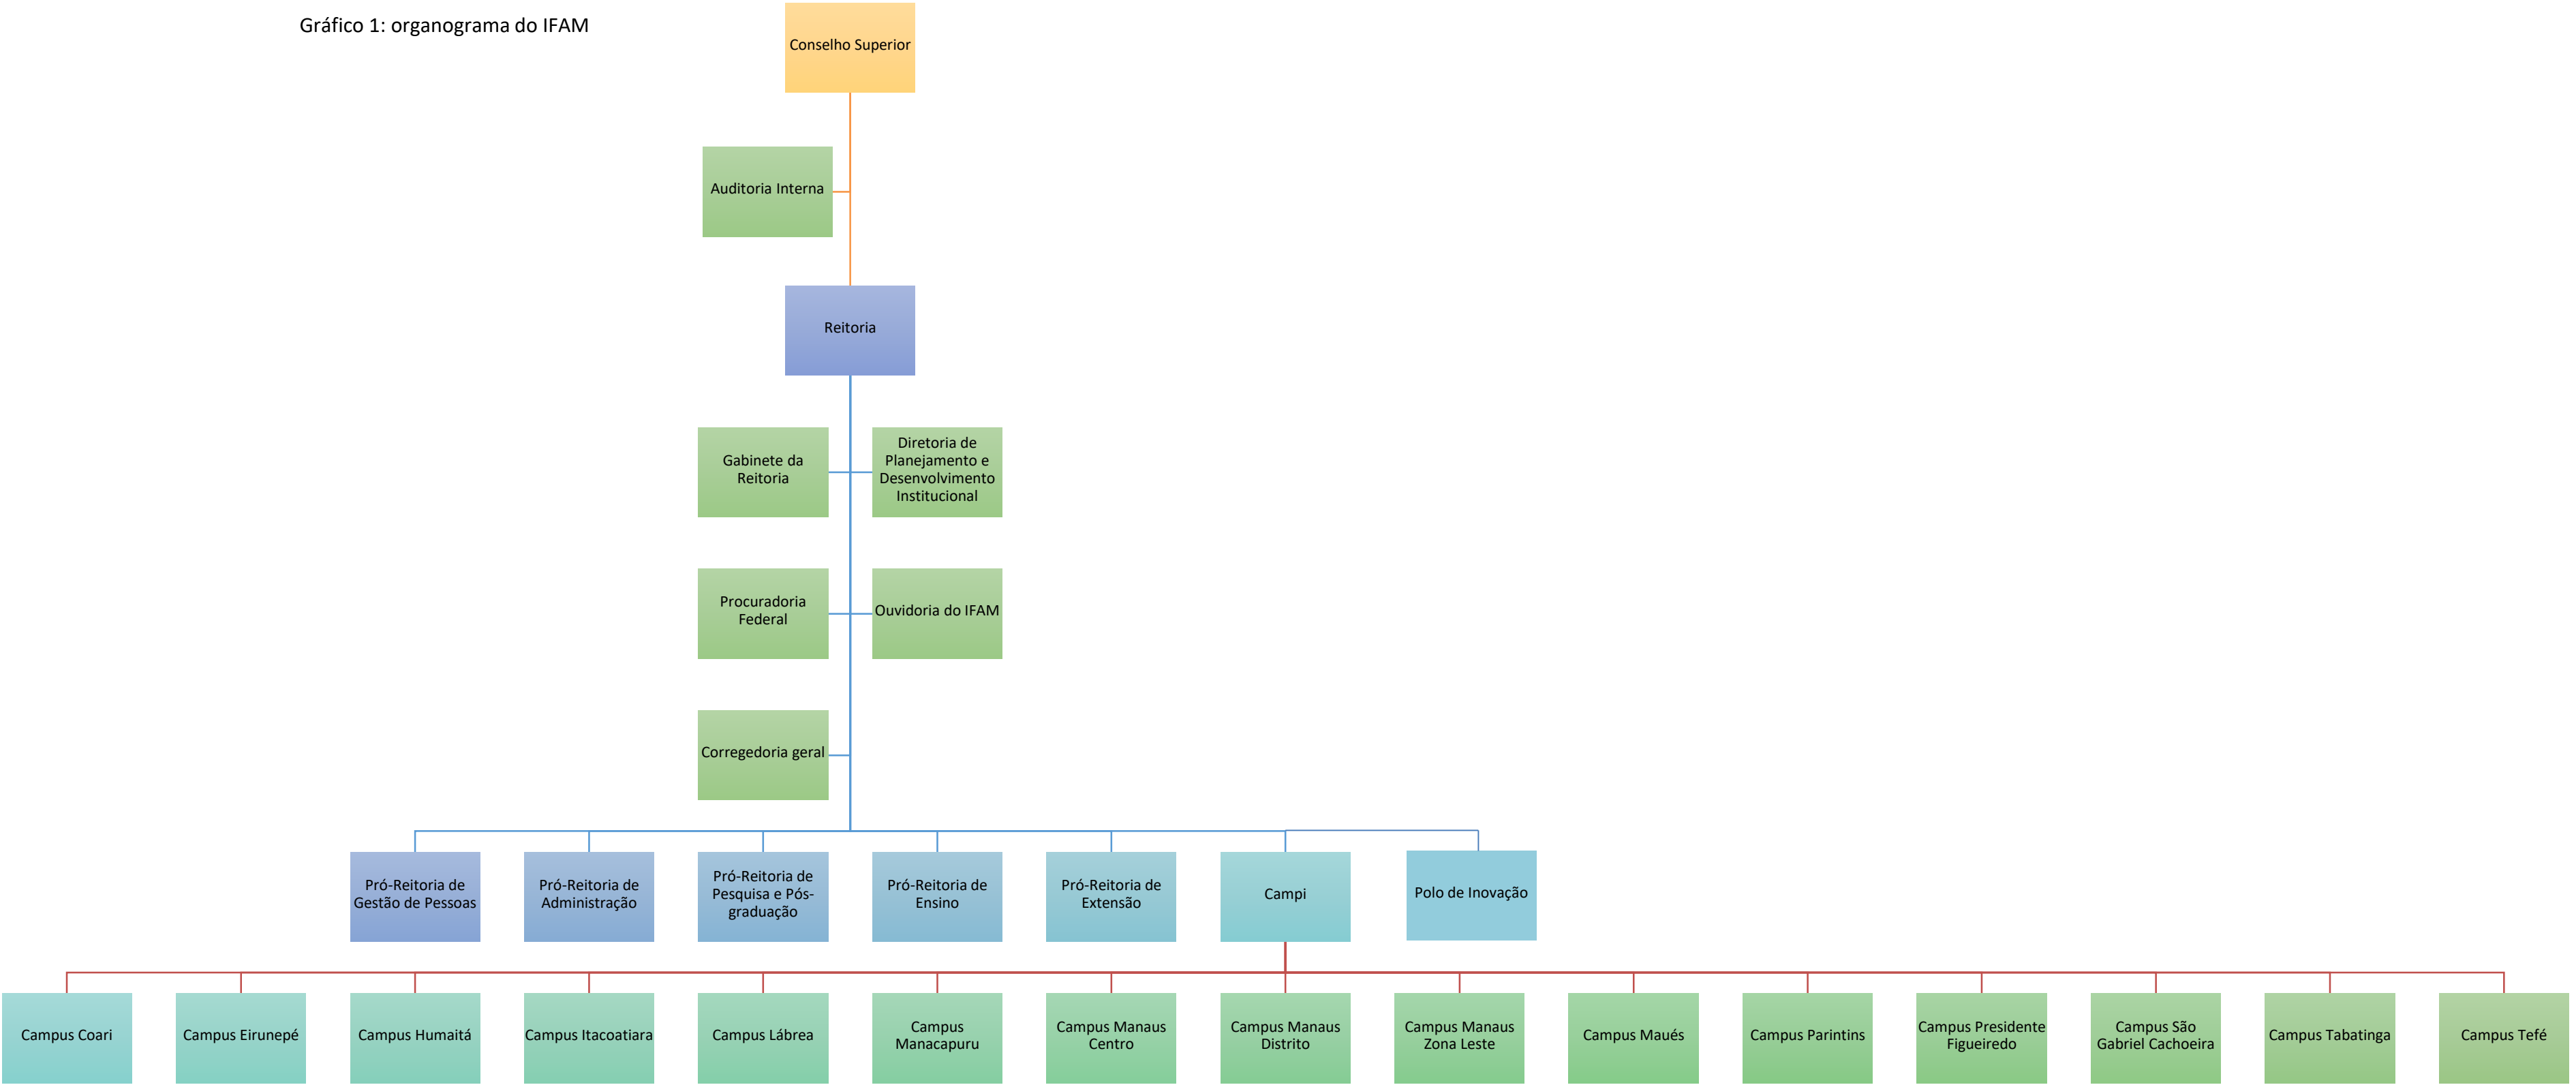 Gráfico 1: organograma do IFAM
Conselho Superior
Auditoria Interna
Reitoria
Gabinete da
Reitoria
Diretoria de
Planejamento e
Desenvolvimento
Institucional
Procuradoria
Federal
Ouvidoria do IFAM
Corregedoria geral
Pró-Reitoria de
Gestão de Pessoas
Pró-Reitoria de
Administração
Pró-Reitoria de
Pesquisa e Pós-
graduação
Pró-Reitoria de
Ensino
Pró-Reitoria de
Extensão
Campi
Polo de Inovação
Campus Coari
Campus Eirunepé
Campus Humaitá
Campus Itacoatiara
Campus Lábrea
Campus
Manacapuru
Campus Manaus
Centro
Campus Manaus
Distrito
Campus Manaus
Zona Leste
Campus Maués
Campus Parintins
Campus Presidente
Figueiredo
Campus São
Gabriel Cachoeira
Campus Tabatinga
Campus Tefé